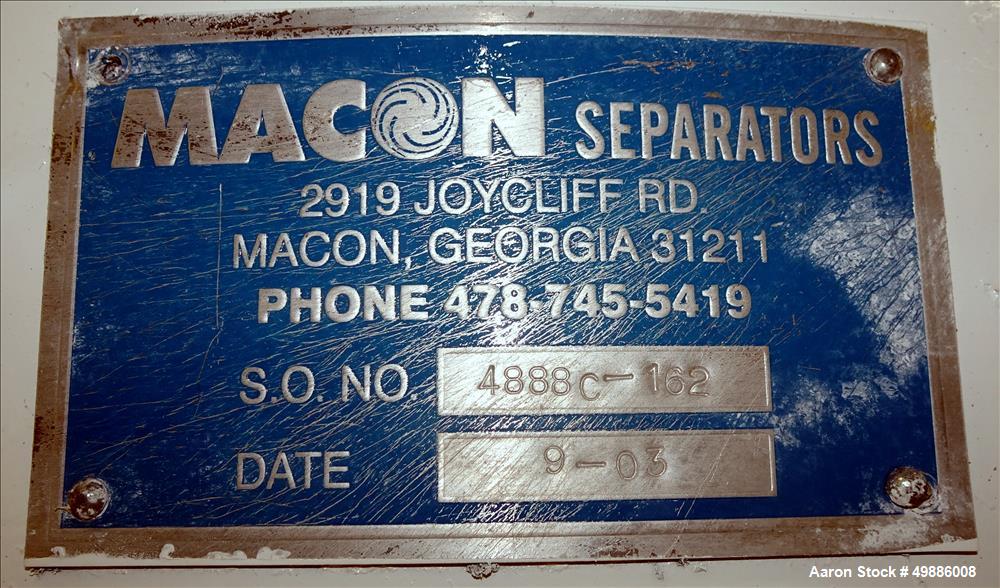 MACON SEPARATORS
2919 JOYCLIFF RD.
MACON, GEORGIA 31211
PHONE 478-745-5419
S.O. NO. 4888C-162
DATE 9-03
Aaron Stock # 49886008